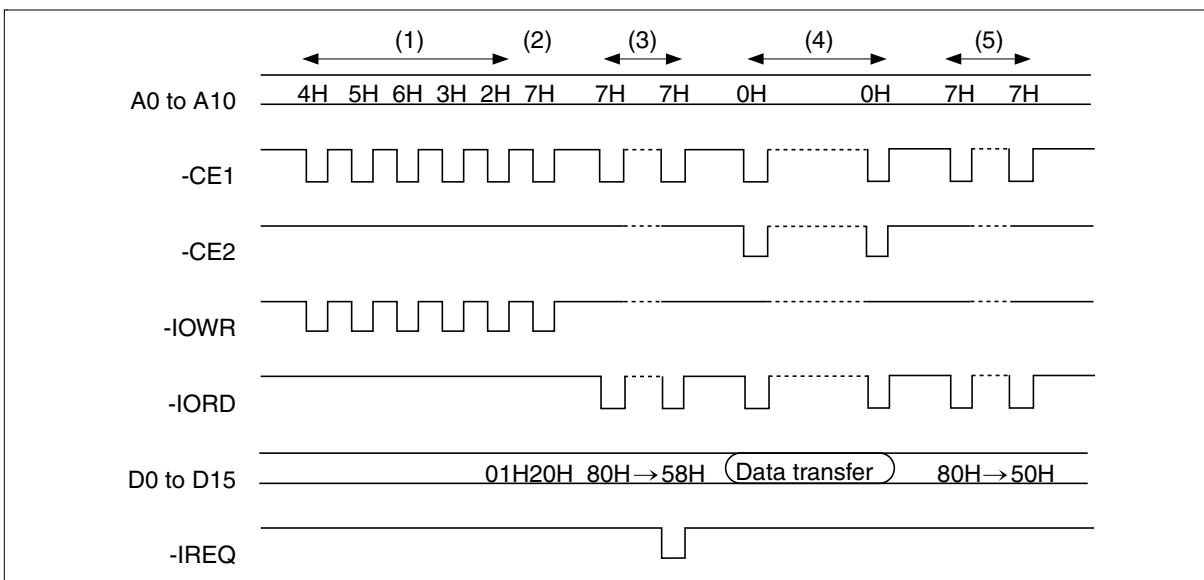 (1) (2) (3) (4) (5)
A0 to A10 4H 5H 6H 3H 2H 7H 7H 7H 0H 0H 7H 7H
-CE1
-CE2
-IOWR
-IORD
D0 to D15 01H20H 80H→58H Data transfer 80H→50H
-IREQ